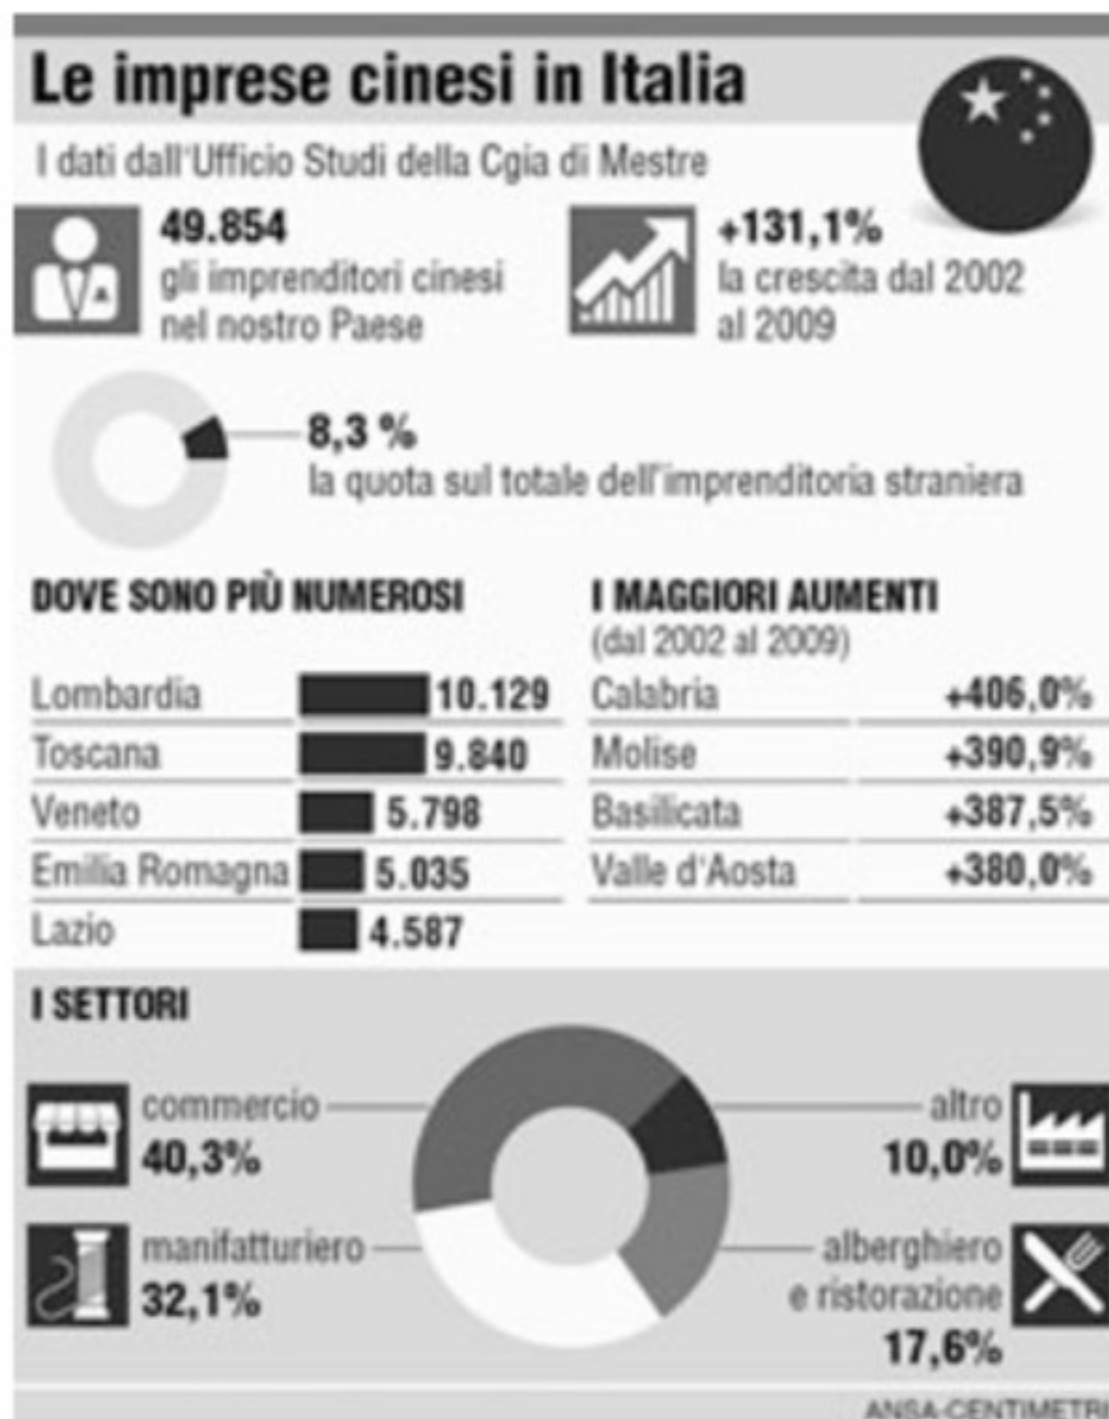 Le imprese cinesi in Italia
I dati dall'Ufficio Studi della Cgia di Mestre
49.854
gli imprenditori cinesi
nel nostro Paese
+131,1%
la crescita dal 2002
al 2009
8,3 %
la quota sul totale dell'imprenditoria straniera
DOVE SONO PIÙ NUMEROSI
Lombardia 10.129
Toscana 9.840
Veneto 5.798
Emilia Romagna 5.035
Lazio 4.587
I MAGGIORI AUMENTI
(dal 2002 al 2009)
Calabria +406,0%
Molise +390,9%
Basilicata +387,5%
Valle d'Aosta +380,0%
I SETTORI
commercio
40,3%
manifatturiero
32,1%
altro
10,0%
alberghiero
e ristorazione
17,6%
ANSA-CENTIMETRI